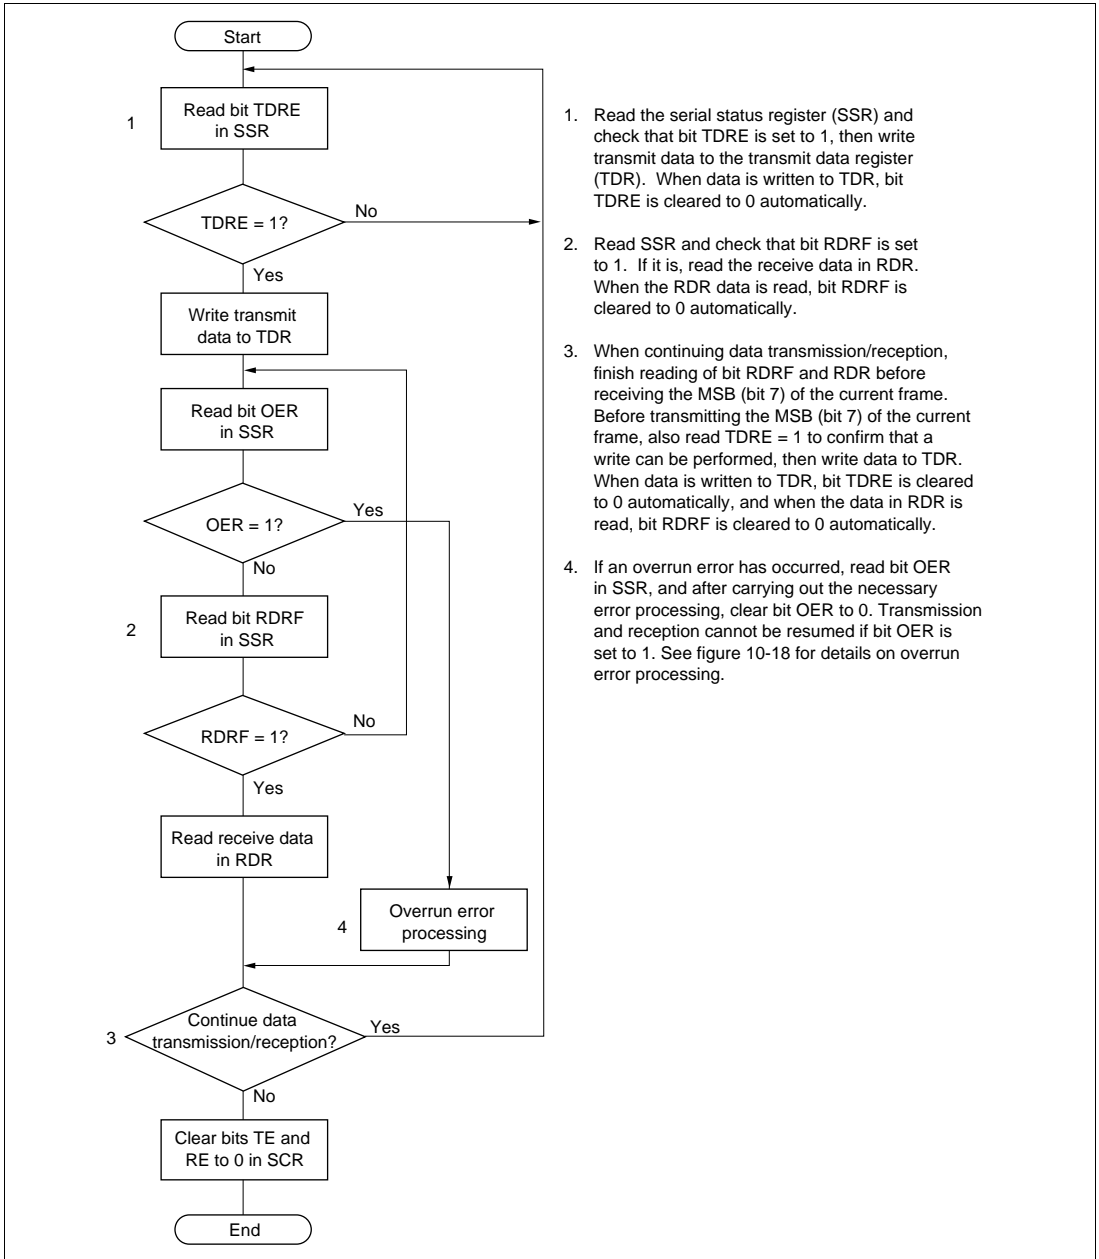 Start
1
Read bit TDRE
in SSR
TDRE = 1?
No
Yes
Write transmit
data to TDR
Read bit OER
in SSR
OER = 1?
Yes
No
2
Read bit RDRF
in SSR
RDRF = 1?
No
Yes
Read receive data
in RDR
4
Overrun error
processing
3
Continue data
transmission/reception?
Yes
No
Clear bits TE and
RE to 0 in SCR
End
1. Read the serial status register (SSR) and
check that bit TDRE is set to 1, then write
transmit data to the transmit data register
(TDR). When data is written to TDR, bit
TDRE is cleared to 0 automatically.
2. Read SSR and check that bit RDRF is set
to 1. If it is, read the receive data in RDR.
When the RDR data is read, bit RDRF is
cleared to 0 automatically.
3. When continuing data transmission/reception,
finish reading of bit RDRF and RDR before
receiving the MSB (bit 7) of the current frame.
Before transmitting the MSB (bit 7) of the current
frame, also read TDRE = 1 to confirm that a
write can be performed, then write data to TDR.
When data is written to TDR, bit TDRE is cleared
to 0 automatically, and when the data in RDR is
read, bit RDRF is cleared to 0 automatically.
4. If an overrun error has occurred, read bit OER
in SSR, and after carrying out the necessary
error processing, clear bit OER to 0. Transmission
and reception cannot be resumed if bit OER is
set to 1. See figure 10-18 for details on overrun
error processing.